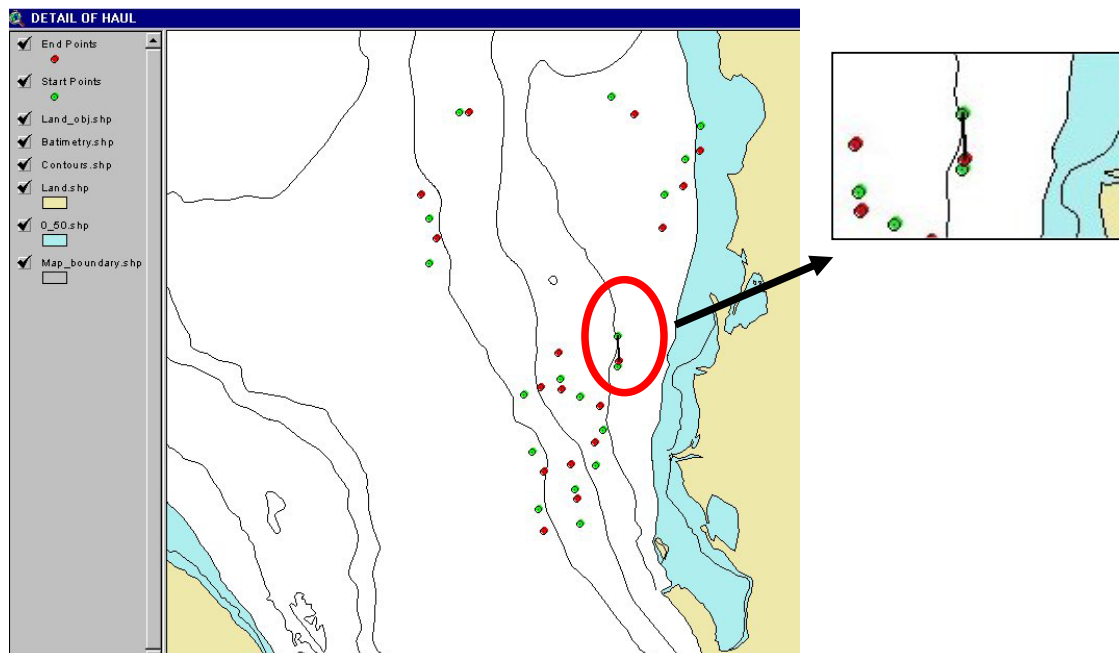 DETAIL OF HAUL
End Points
Start Points
Land_obj.shp
Batimetry.shp
Contours.shp
Land.shp
0_50.shp
Map_boundary.shp